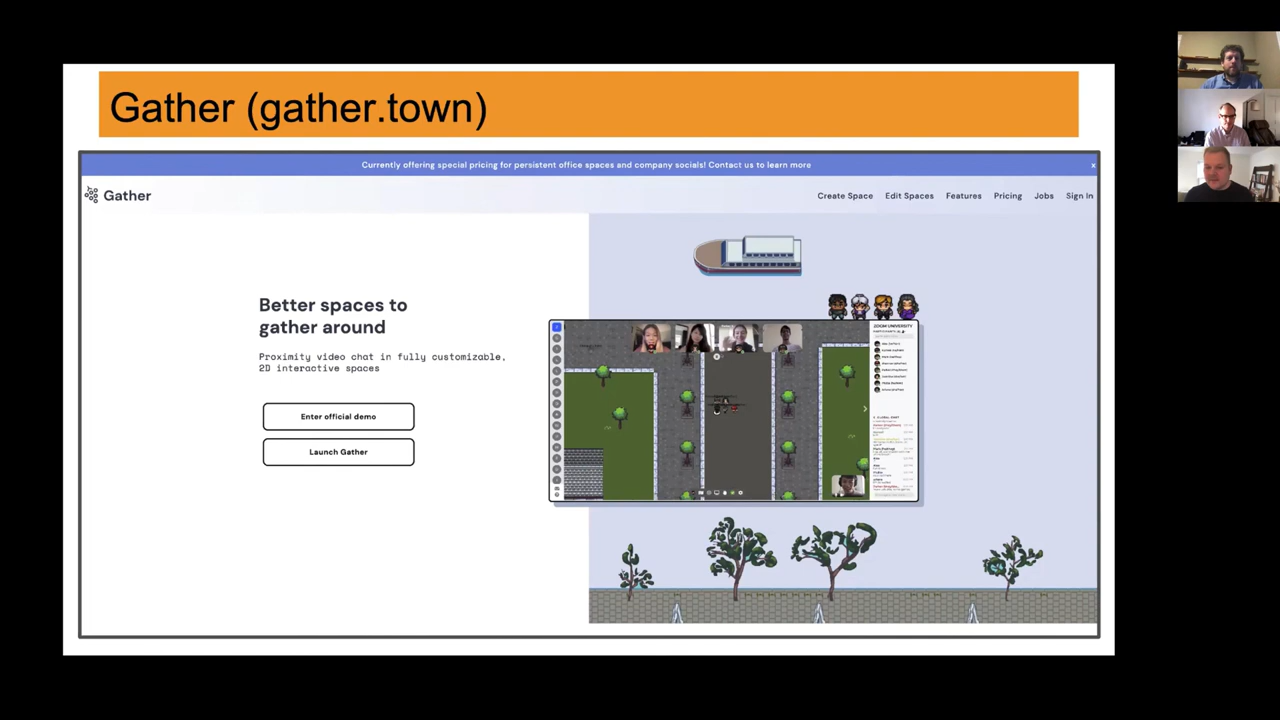 Gather (gather.town)
Currently offering special pricing for persistent office spaces and company socials! Contact us to learn more
x
Gather
Create Space
Edit Spaces
Features
Pricing
Jobs
Sign In
Better spaces to
gather around
Proximity video chat in fully customizable,
2D interactive spaces
Enter official demo
Launch Gather
ZOOM UNIVERSITY